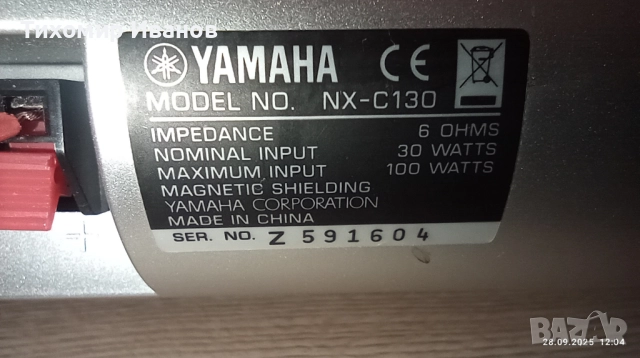 Тихомир Иванов
YAMAHA CE
MODEL NO. NX-C130
IMPEDANCE 6 OHMS
NOMINAL INPUT 30 WATTS
MAXIMUM INPUT 100 WATTS
MAGNETIC SHIELDING
YAMAHA CORPORATION
MADE IN CHINA
SER. NO. Z 591604
BAZAR
28.09.2025 12:04